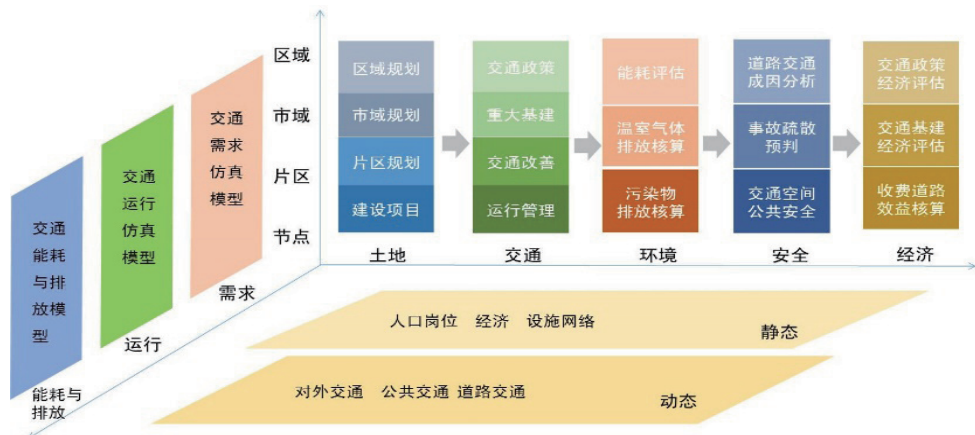 区域
市域
片区
节点
交通
能耗
与排
放模
型
交通
运行
仿真
模型
交通
需求
仿真
模型
能耗与
排放
运行
需求
区域规划
市域规划
片区规划
建设项目
土地
交通政策
重大基建
交通改善
运行管理
交通
能耗评估
温室气体
排放核算
污染物
排放核算
环境
道路交通
成因分析
事故疏散
预判
交通空间
公共安全
安全
交通政策
经济评估
交通基建
经济评估
收费道路
效益核算
经济
人口岗位 经济 设施网络
静态
对外交通 公共交通 道路交通
动态